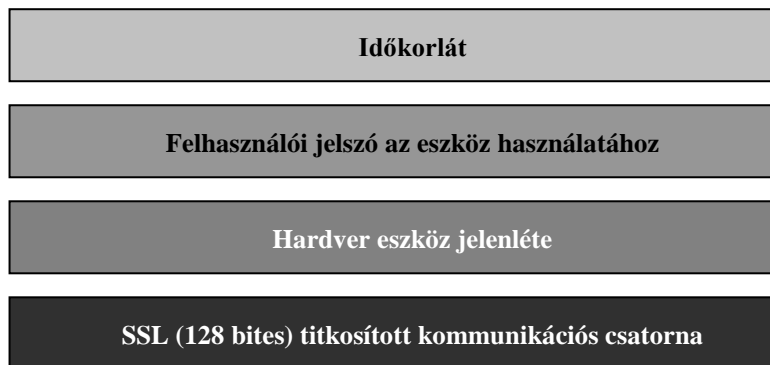 Időkorlát
Felhasználói jelszó az eszköz használatához
Hardver eszköz jelenléte
SSL (128 bites) titkosított kommunikációs csatorna